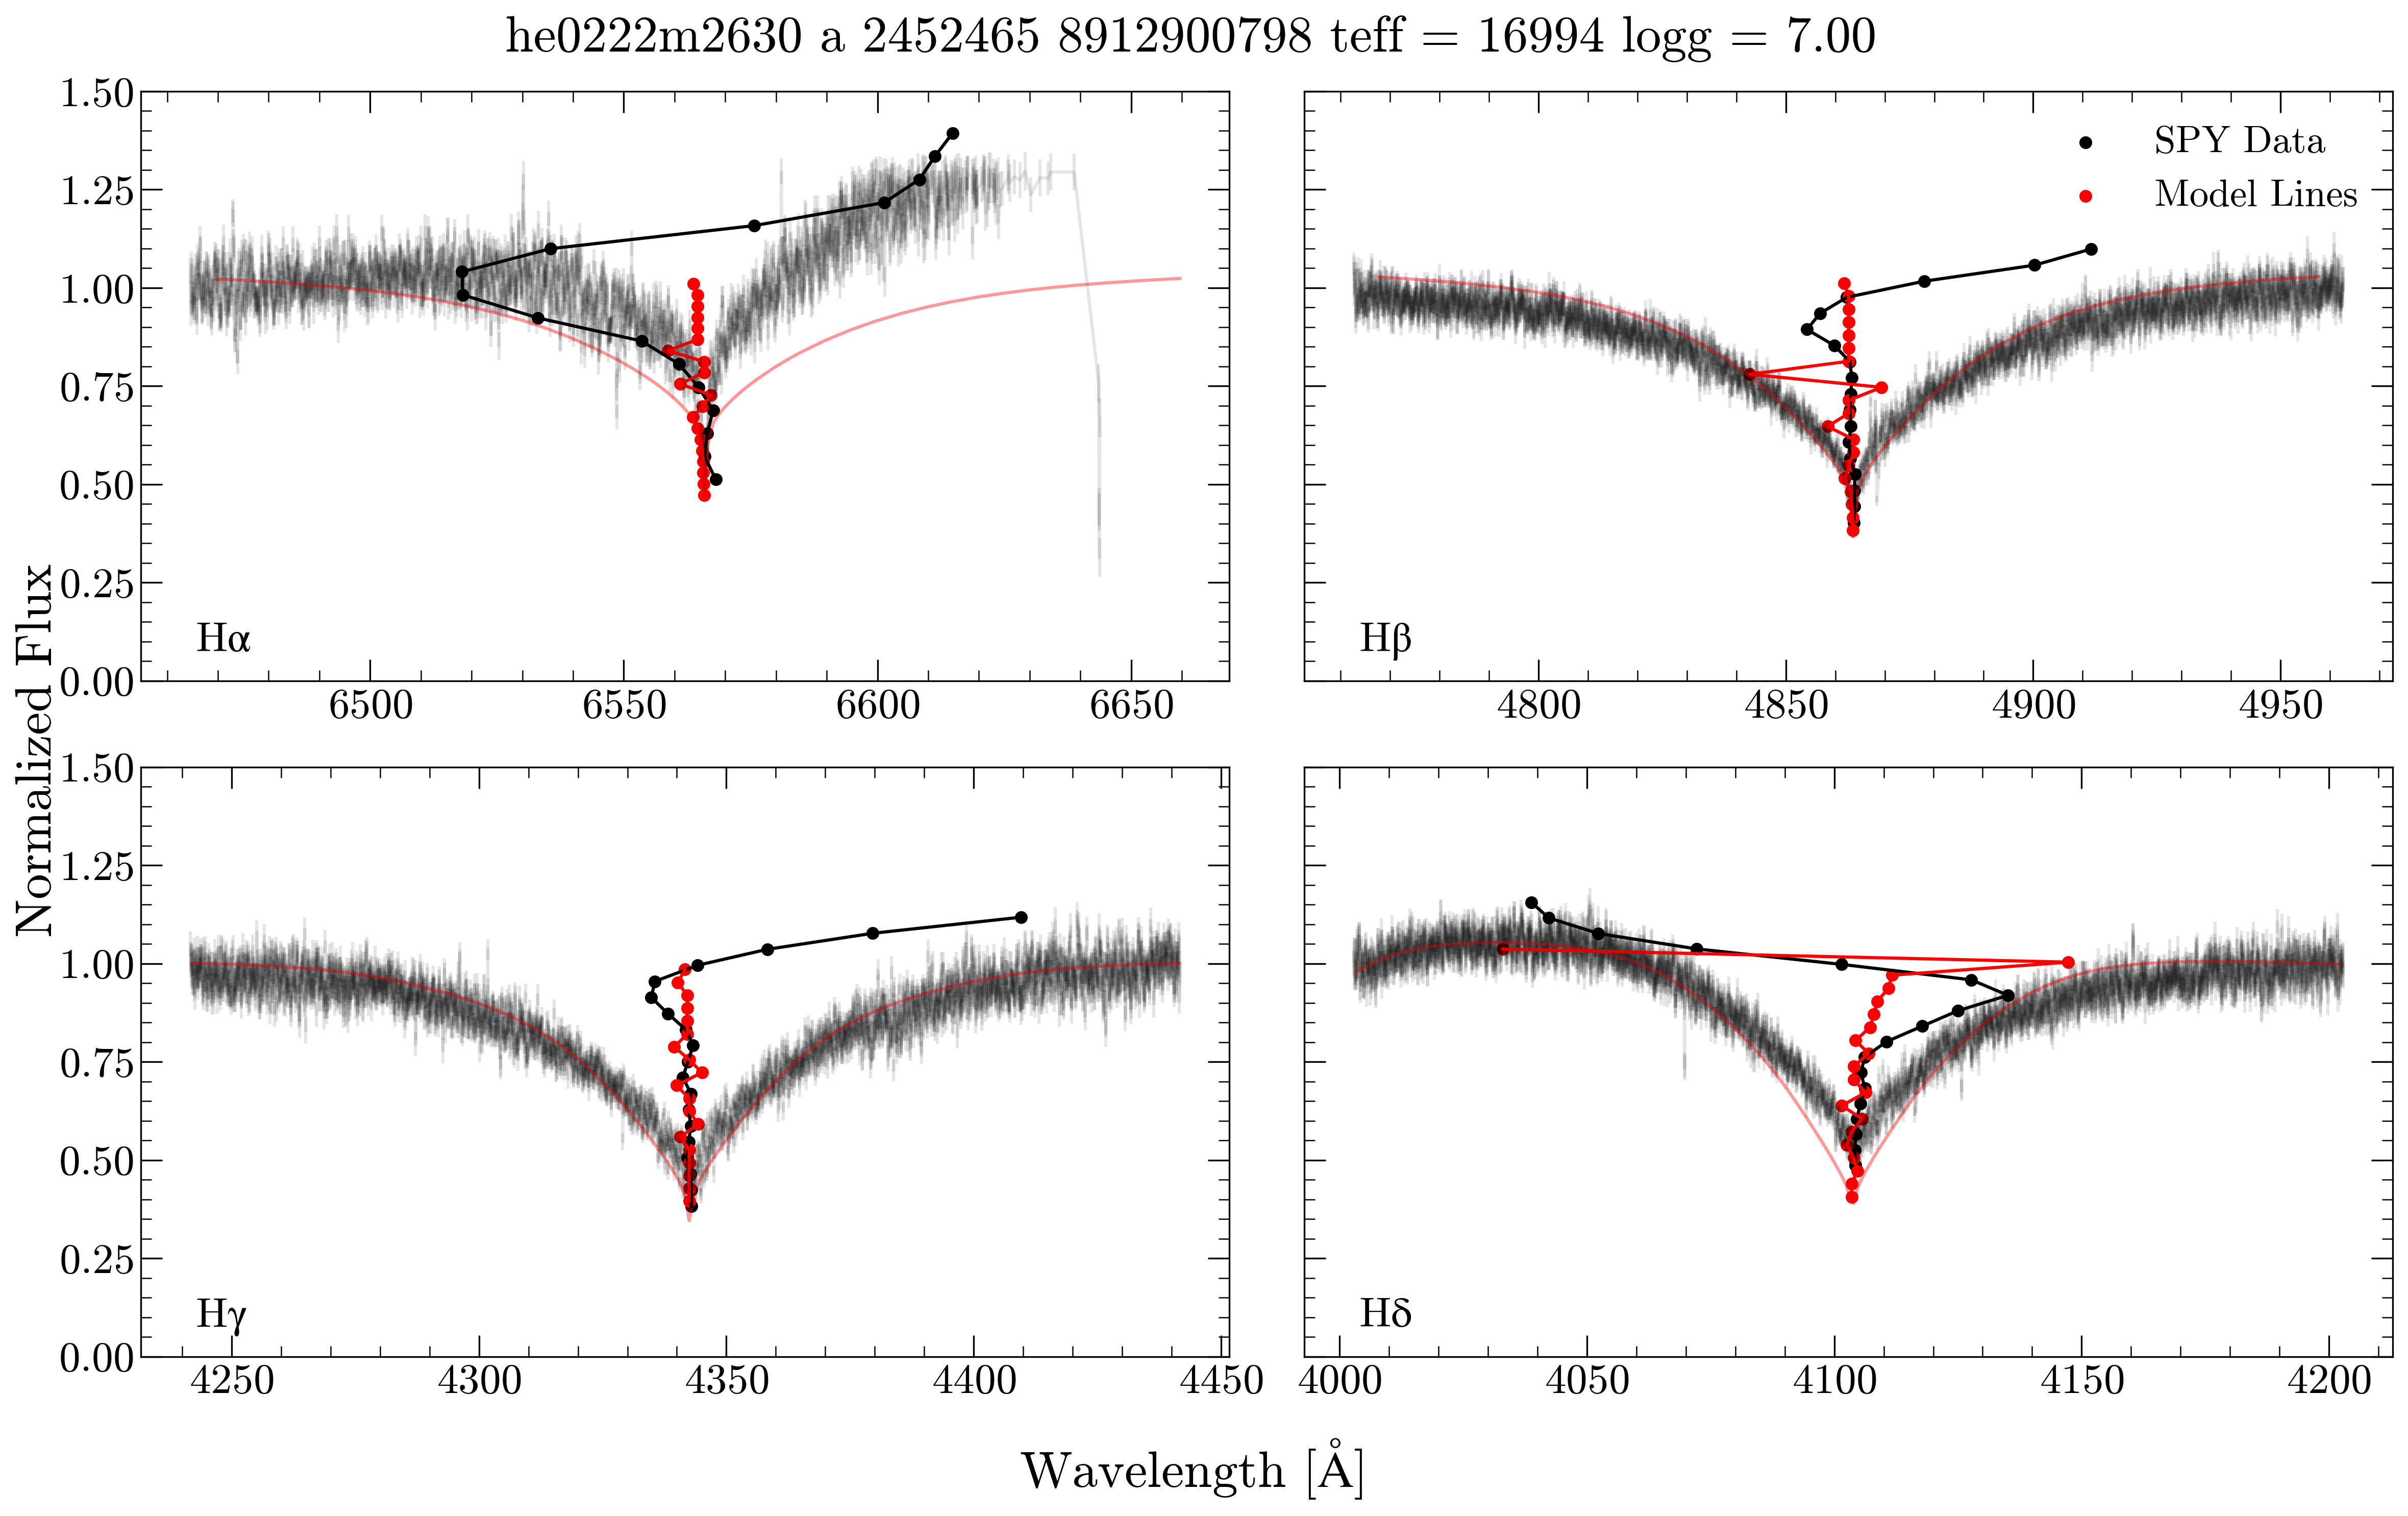 he0222m2630 a 2452465 8912900798 teff = 16994 logg = 7.00
Normalized Flux
1.50
1.25
1.00
0.75
0.50
0.25
0.00
Hα
6500 6550 6600 6650
SPY Data
Model Lines
Hβ
4800 4850 4900 4950
1.50
1.25
1.00
0.75
0.50
0.25
0.00
Hγ
4250 4300 4350 4400 4450
Hδ
4000 4050 4100 4150 4200
Wavelength [Å]